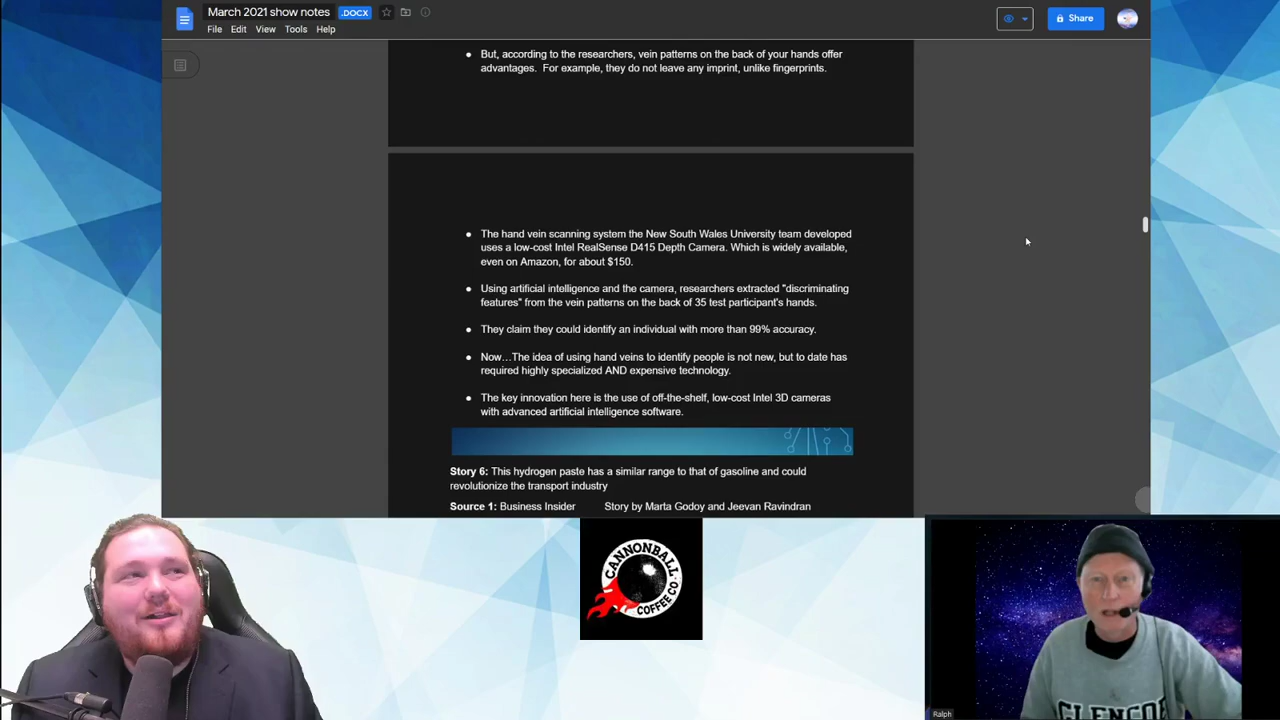 March 2021 show notes .DOCX
File Edit View Tools Help
Share
● But, according to the researchers, vein patterns on the back of your hands offer
advantages. For example, they do not leave any imprint, unlike fingerprints.
● The hand vein scanning system the New South Wales University team developed
uses a low-cost Intel RealSense D415 Depth Camera. Which is widely available,
even on Amazon, for about $150.
● Using artificial intelligence and the camera, researchers extracted "discriminating
features" from the vein patterns on the back of 35 test participant's hands.
● They claim they could identify an individual with more than 99% accuracy.
● Now…The idea of using hand veins to identify people is not new, but to date has
required highly specialized AND expensive technology.
● The key innovation here is the use of off-the-shelf, low-cost Intel 3D cameras
with advanced artificial intelligence software.
Story 6: This hydrogen paste has a similar range to that of gasoline and could
revolutionize the transport industry
Source 1: Business Insider Story by Marta Godoy and Jeevan Ravindran
CANNONBALL
COFFEE CO.
GLENCOE
Ralph